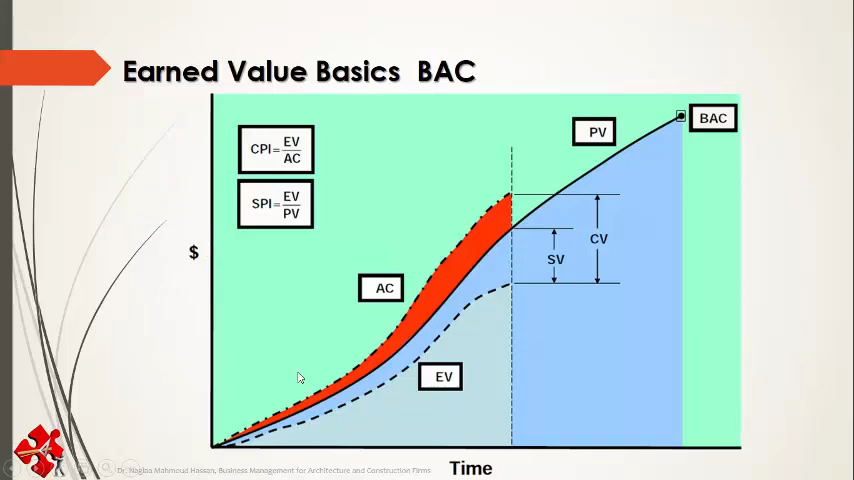 Earned Value Basics  BAC
CPI=EV/AC
SPI=EV/PV
PV
BAC
$
CV
SV
AC
EV
Time
Dr. Naglaa Mahmoud Hassan, Business Management for Architecture and Construction Firms